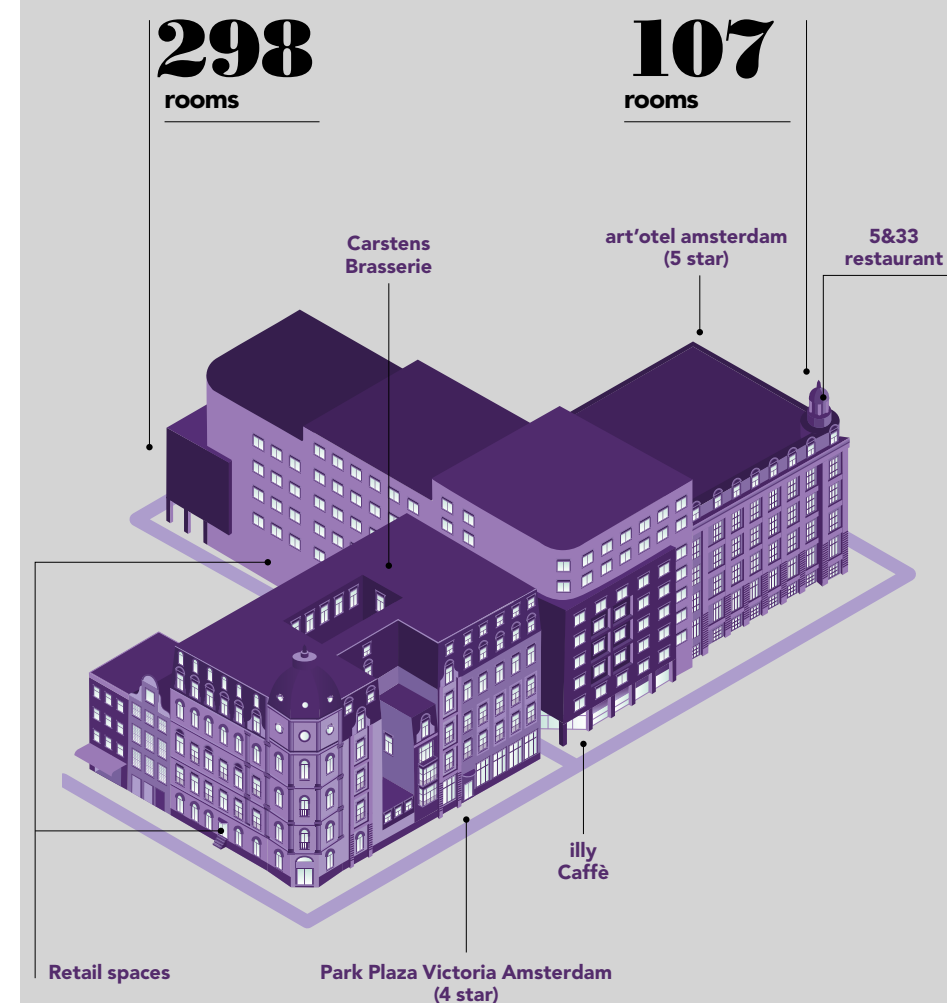 298
rooms
107
rooms
Carstens
Brasserie
art'otel amsterdam
(5 star)
5&33
restaurant
illy
Caffè
Retail spaces
Park Plaza Victoria Amsterdam
(4 star)